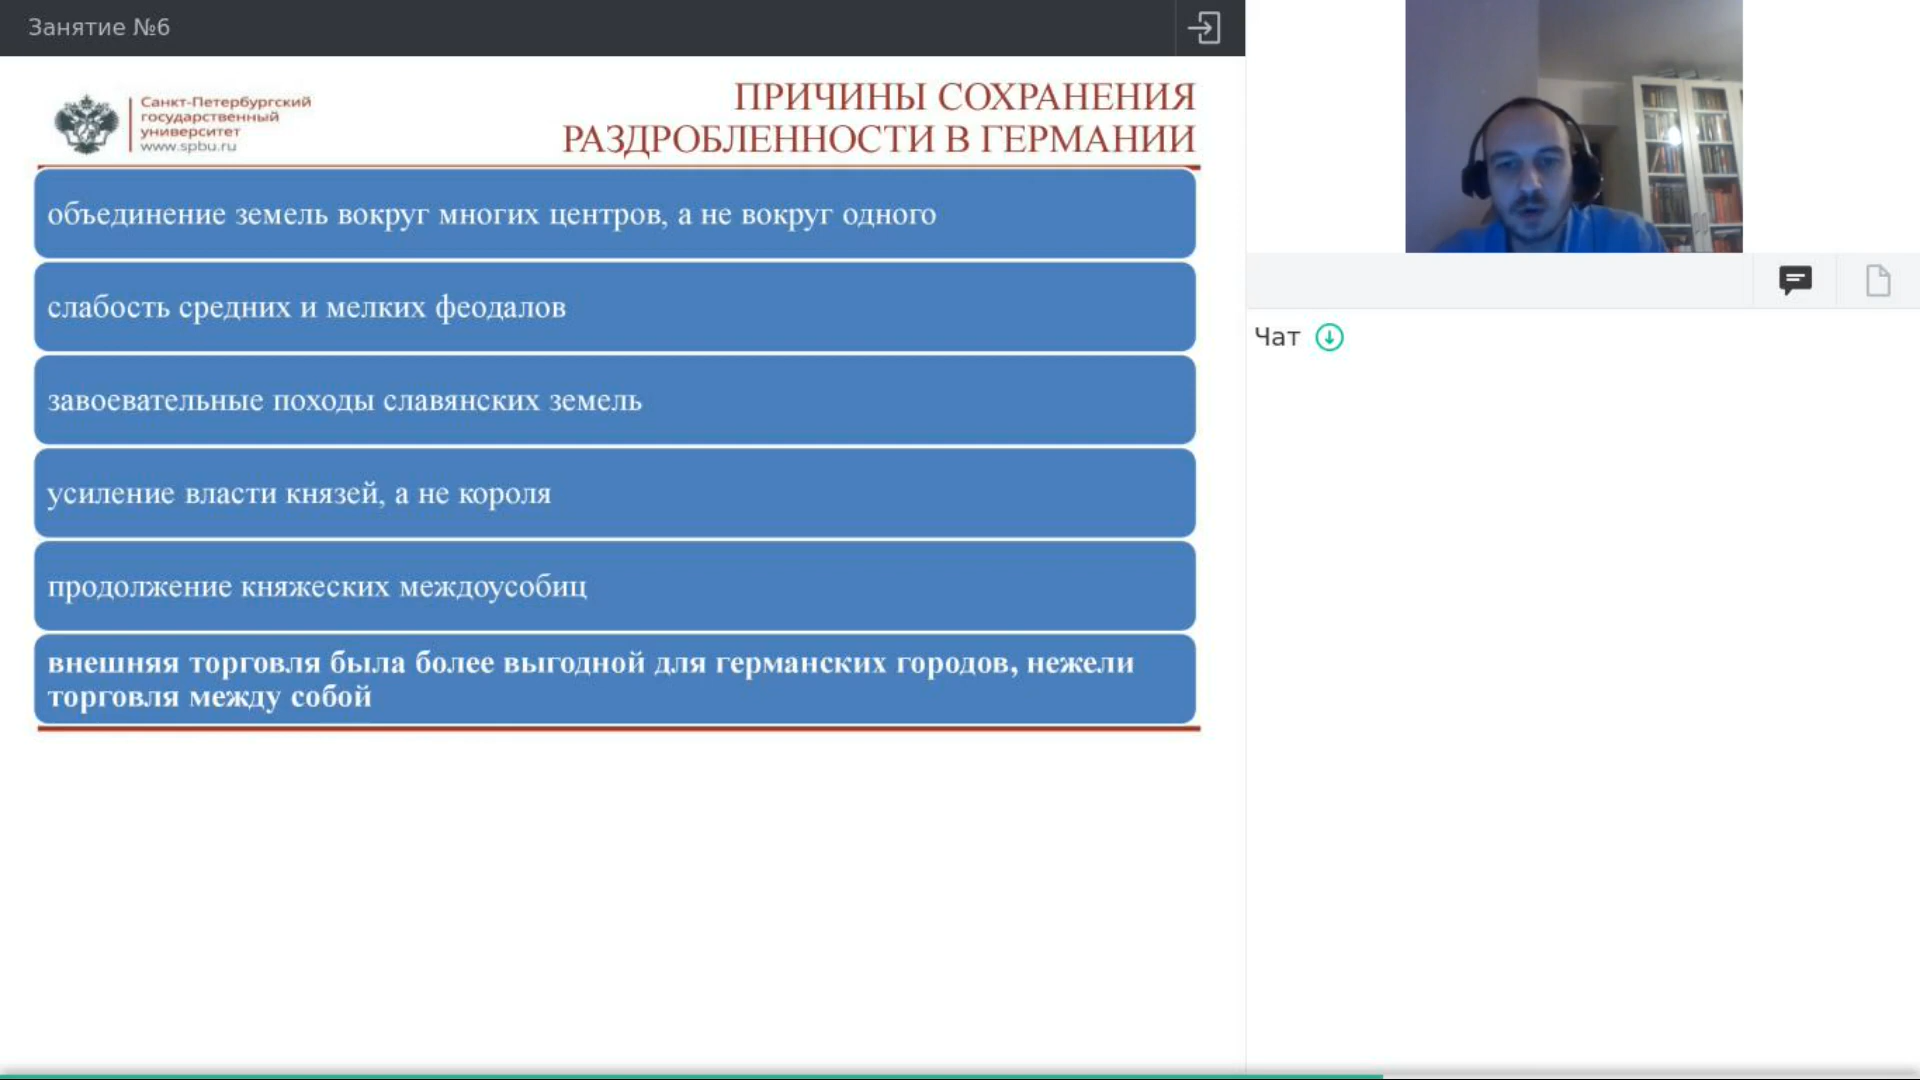 Занятие №6
Санкт-Петербургский
государственный
университет
www.spbu.ru
ПРИЧИНЫ СОХРАНЕНИЯ
РАЗДРОБЛЕННОСТИ В ГЕРМАНИИ
объединение земель вокруг многих центров, а не вокруг одного
слабость средних и мелких феодалов
завоевательные походы славянских земель
усиление власти князей, а не короля
продолжение княжеских междоусобиц
внешняя торговля была более выгодной для германских городов, нежели
торговля между собой
Чат